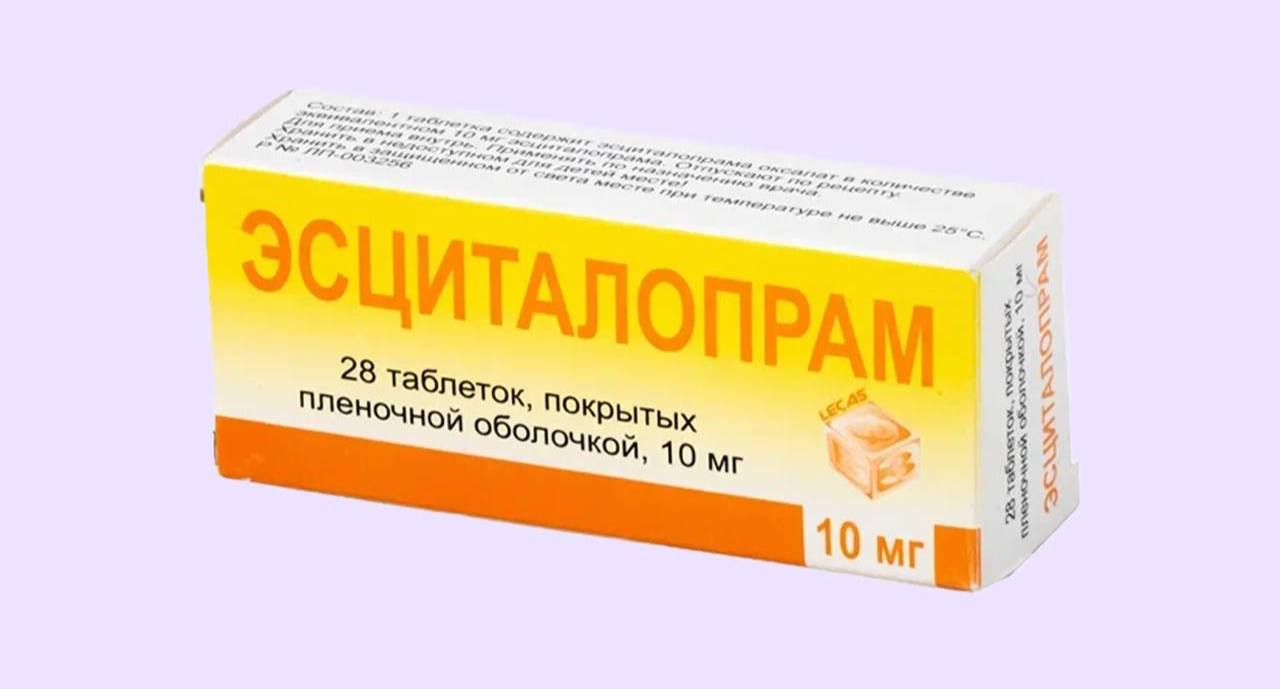 Состав: 1 таблетка содержит эсциталопрама оксалат в количестве
эквивалентном 10 мг эсциталопрама. Отпускают по рецепту.
Для приема внутрь. Применять по назначению врача.
Хранить в недоступном для детей месте!
Хранить в защищенном от света месте при температуре не выше 25°С.
Р № ЛП-003256
ЭСЦИТАЛОПРАМ
28 таблеток, покрытых
пленочной оболочкой, 10 мг
LECAS
10 мг
28 таблеток, покрытых
пленочной оболочкой, 10 мг
ЭСЦИТАЛОПРАМ